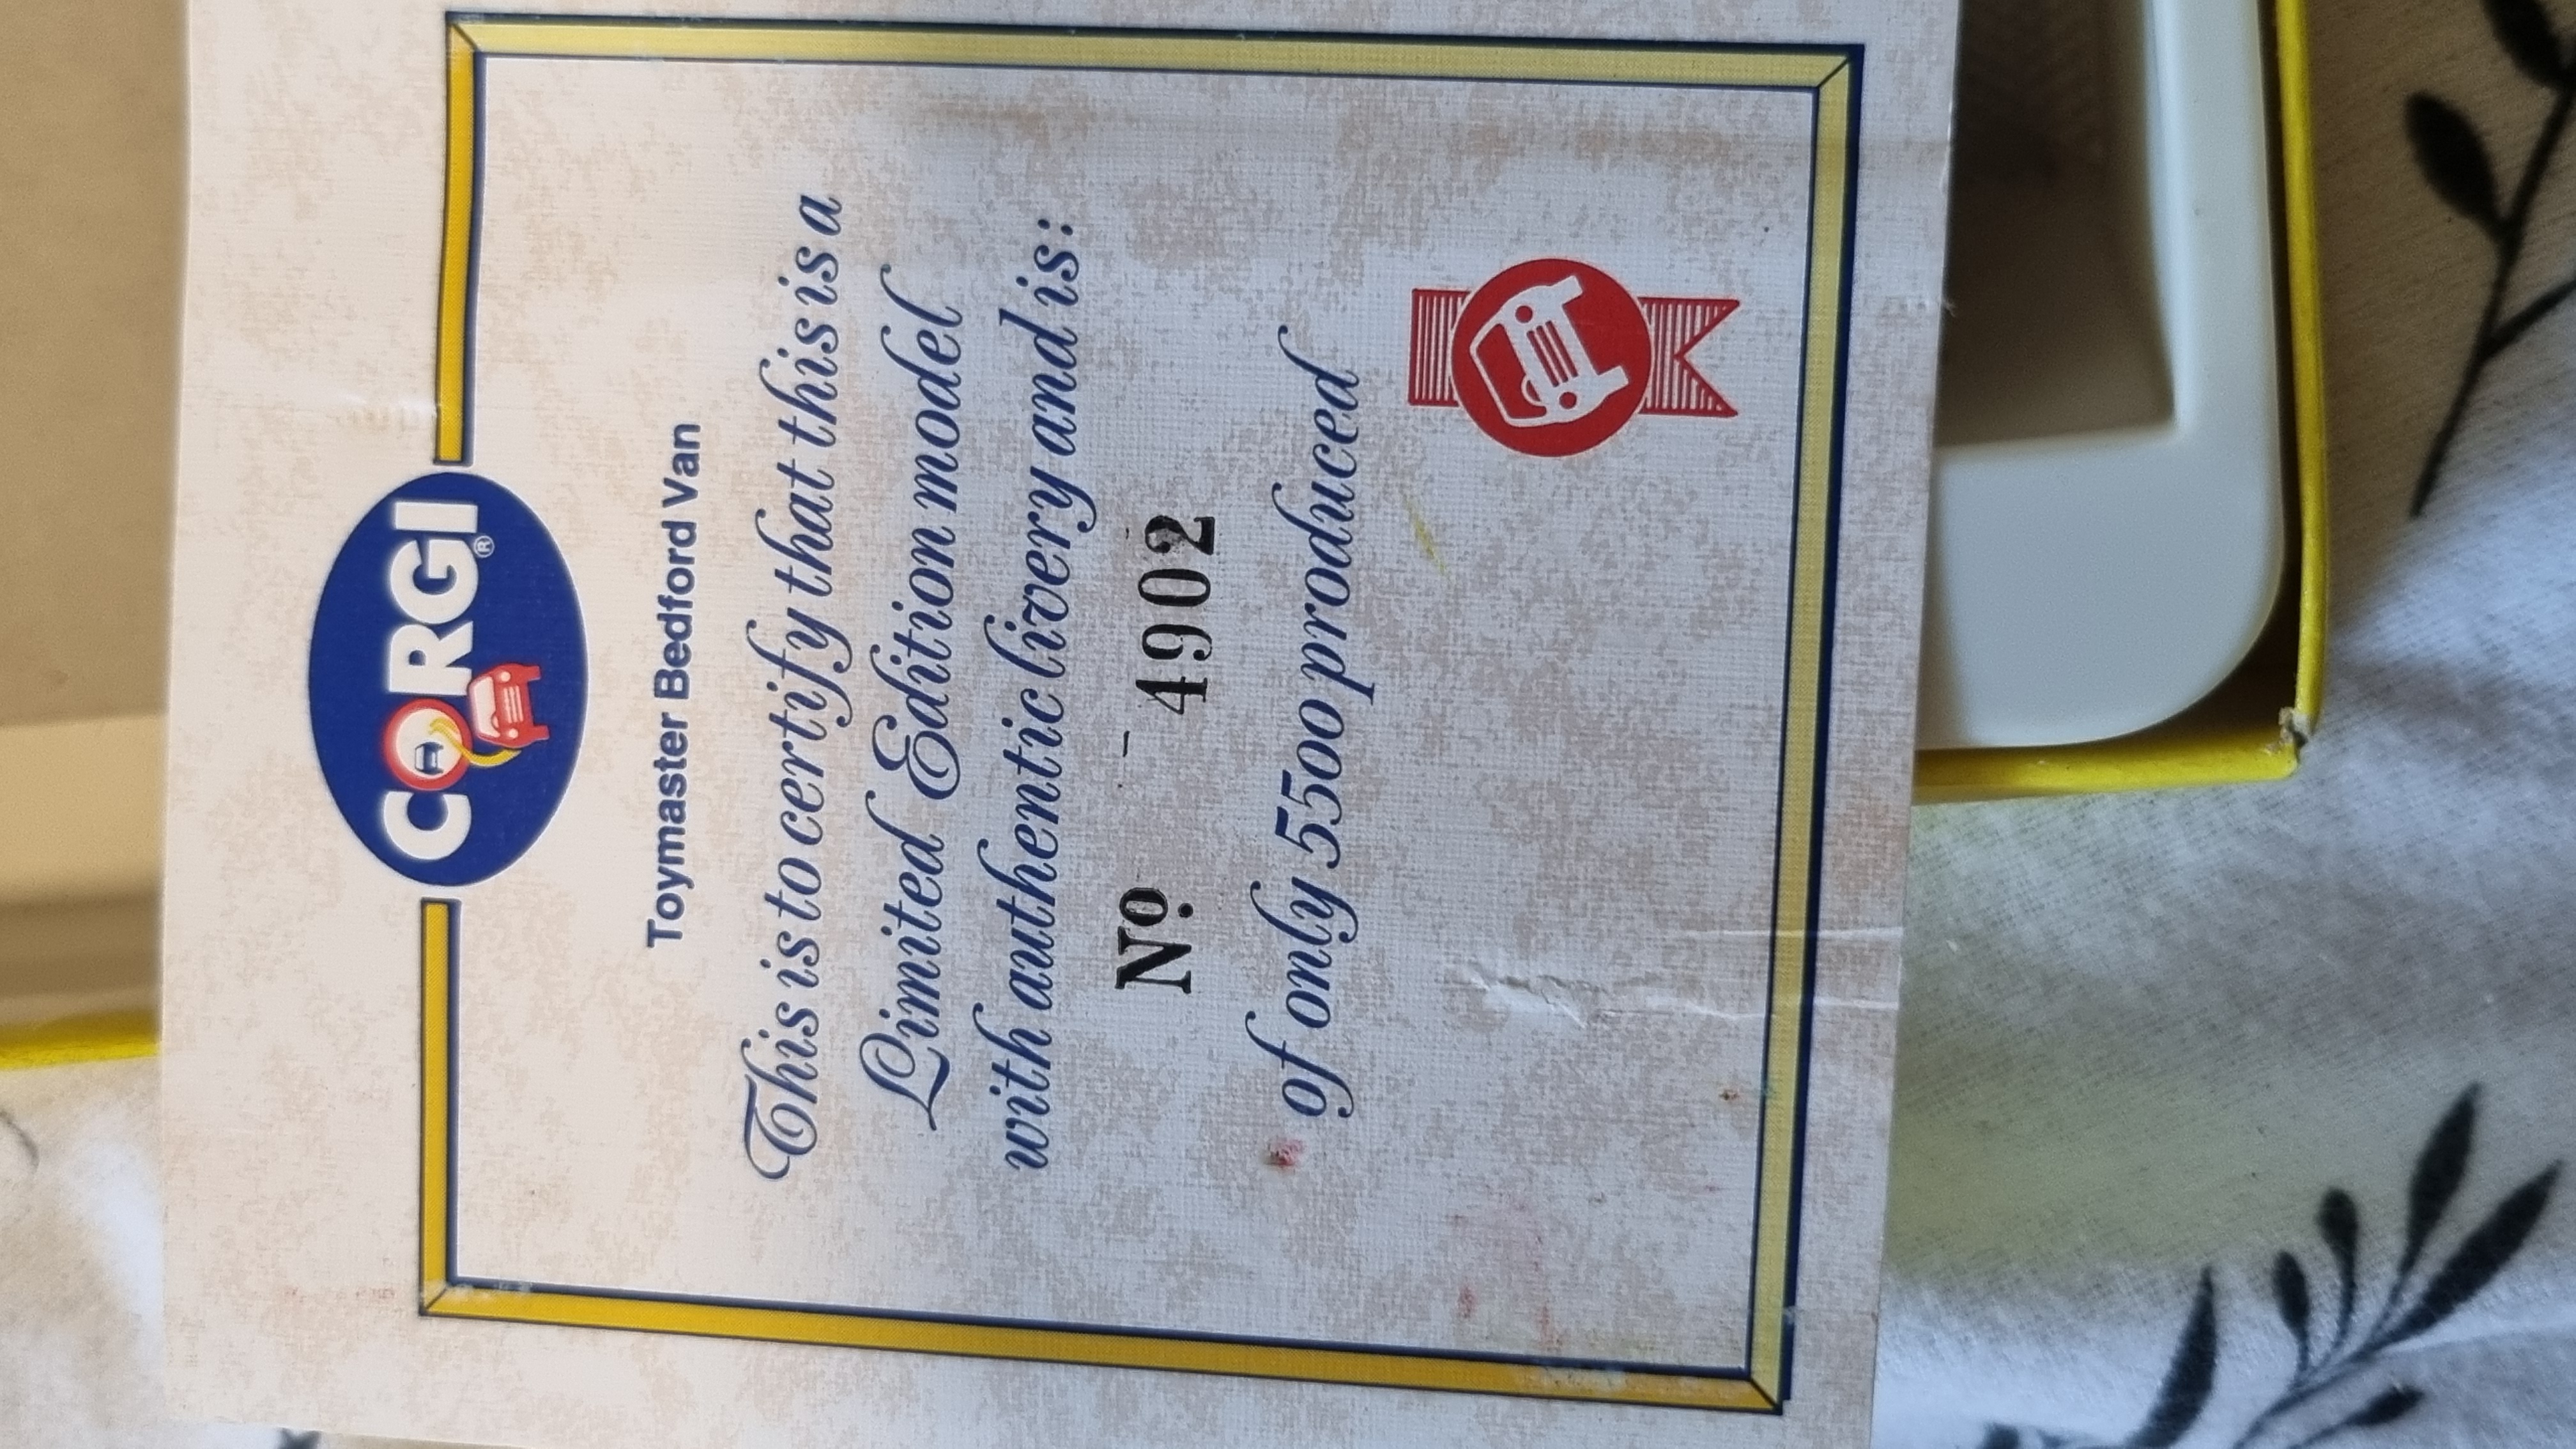 CORGI®
Toymaster Bedford Van
This is to certify that this is a
Limited Edition model
with authentic livery and is:
No. - 4902
of only 5500 produced